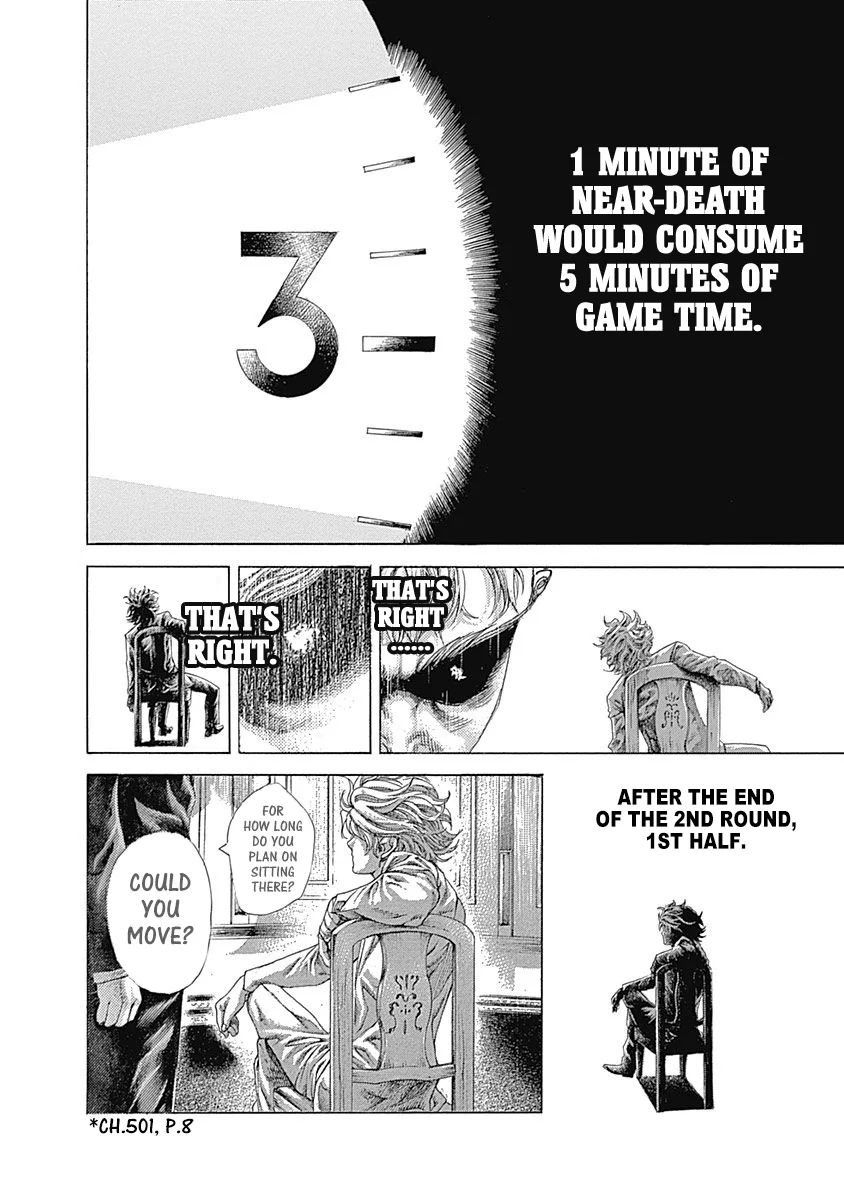 1 MINUTE OF
NEAR-DEATH
WOULD CONSUME
5 MINUTES OF
GAME TIME.
3
THAT'S
RIGHT
......
THAT'S
RIGHT.
AFTER THE END
OF THE 2ND ROUND,
1ST HALF.
FOR
HOW LONG
DO YOU
PLAN ON
SITTING
THERE?
COULD
YOU
MOVE?
*CH.501, P.8